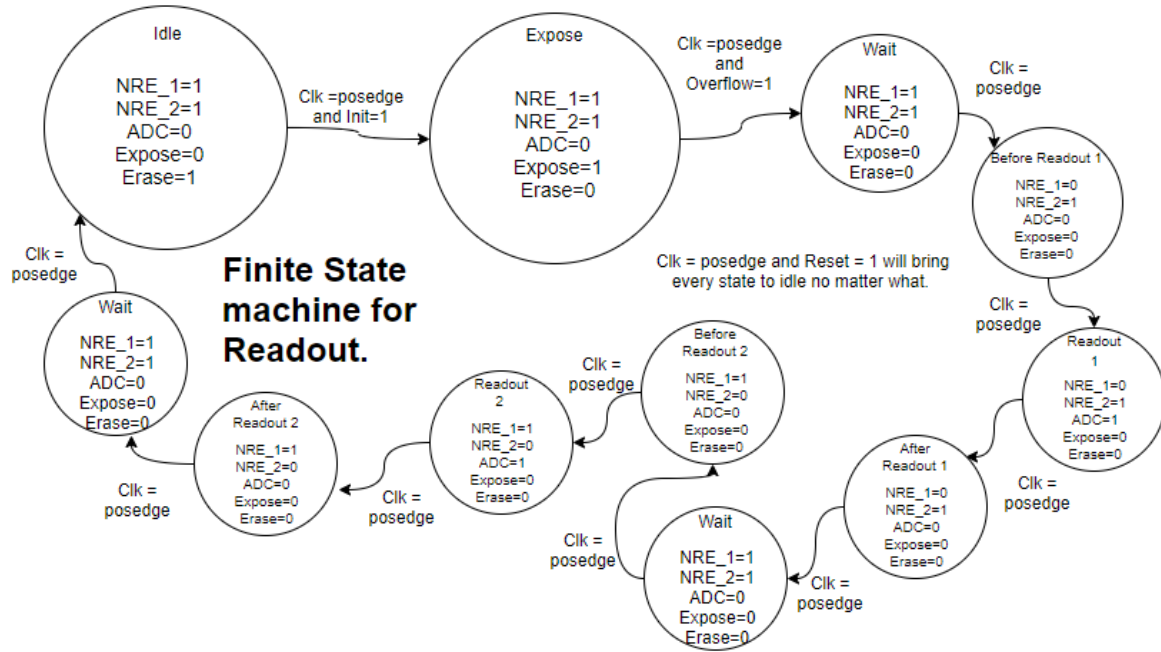 Idle
NRE_1=1
NRE_2=1
ADC=0
Expose=0
Erase=1
Clk =posedge
and Init=1
Expose
NRE_1=1
NRE_2=1
ADC=0
Expose=1
Erase=0
Clk =posedge
and
Overflow=1
Wait
NRE_1=1
NRE_2=1
ADC=0
Expose=0
Erase=0
Clk =
posedge
Before Readout 1
NRE_1=0
NRE_2=1
ADC=0
Expose=0
Erase=0
Clk =
posedge
Readout
1
NRE_1=0
NRE_2=1
ADC=1
Expose=0
Erase=0
Clk =
posedge
After
Readout 1
NRE_1=0
NRE_2=1
ADC=0
Expose=0
Erase=0
Clk =
posedge
Wait
NRE_1=1
NRE_2=1
ADC=0
Expose=0
Erase=0
Clk =
posedge
Before
Readout 2
NRE_1=1
NRE_2=0
ADC=0
Expose=0
Erase=0
Clk =
posedge
Readout
2
NRE_1=1
NRE_2=0
ADC=1
Expose=0
Erase=0
Clk =
posedge
After
Readout 2
NRE_1=1
NRE_2=0
ADC=0
Expose=0
Erase=0
Clk =
posedge
Wait
NRE_1=1
NRE_2=1
ADC=0
Expose=0
Erase=0
Clk =
posedge
Finite State
machine for
Readout.
Clk = posedge and Reset = 1 will bring
every state to idle no matter what.